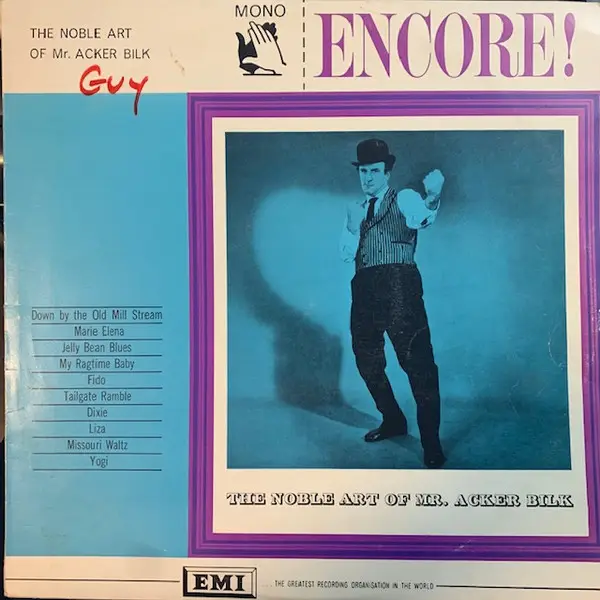 THE NOBLE ART
OF Mr. ACKER BILK
Guy
MONO
ENCORE!
Down by the Old Mill Stream
Marie Elena
Jelly Bean Blues
My Ragtime Baby
Fido
Tailgate Ramble
Dixie
Liza
Missouri Waltz
Yogi
THE NOBLE ART OF MR. ACKER BILK
EMI
....THE GREATEST RECORDING ORGANISATION IN THE WORLD